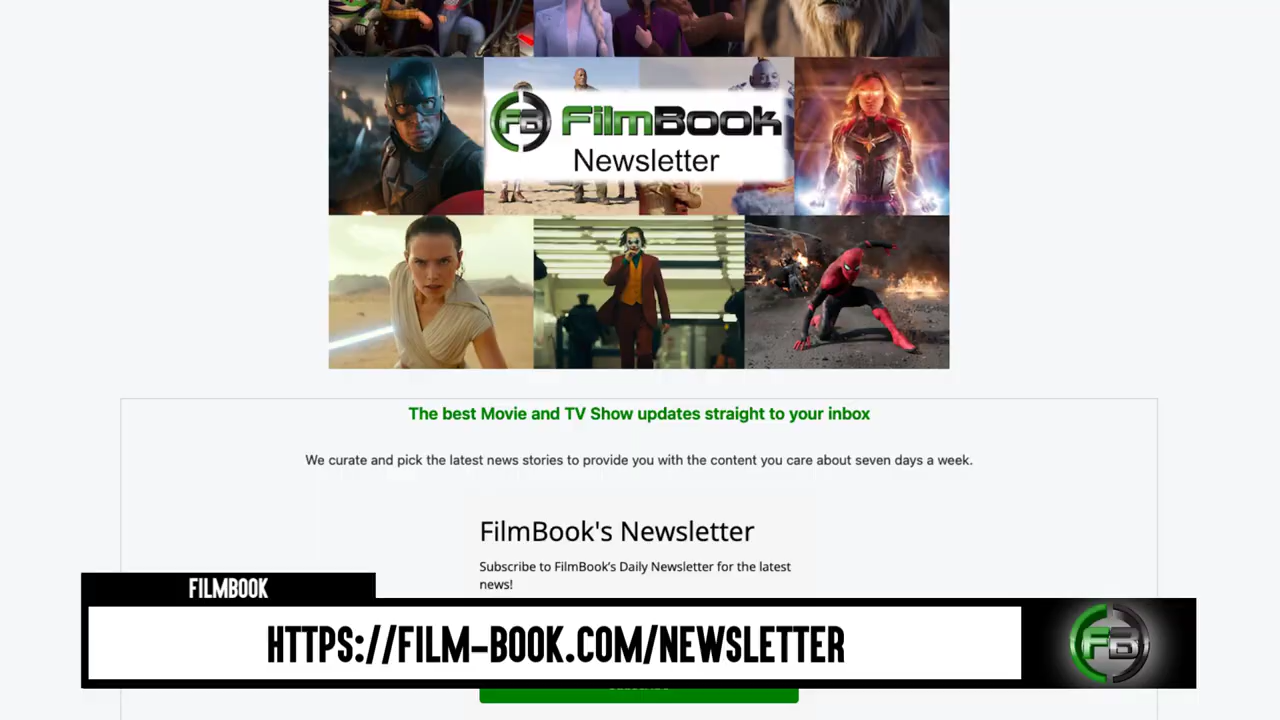 FB FilmBook
Newsletter
The best Movie and TV Show updates straight to your inbox
We curate and pick the latest news stories to provide you with the content you care about seven days a week.
FilmBook's Newsletter
Subscribe to FilmBook's Daily Newsletter for the latest
news!
FILMBOOK
HTTPS://FILM-BOOK.COM/NEWSLETTER
FB